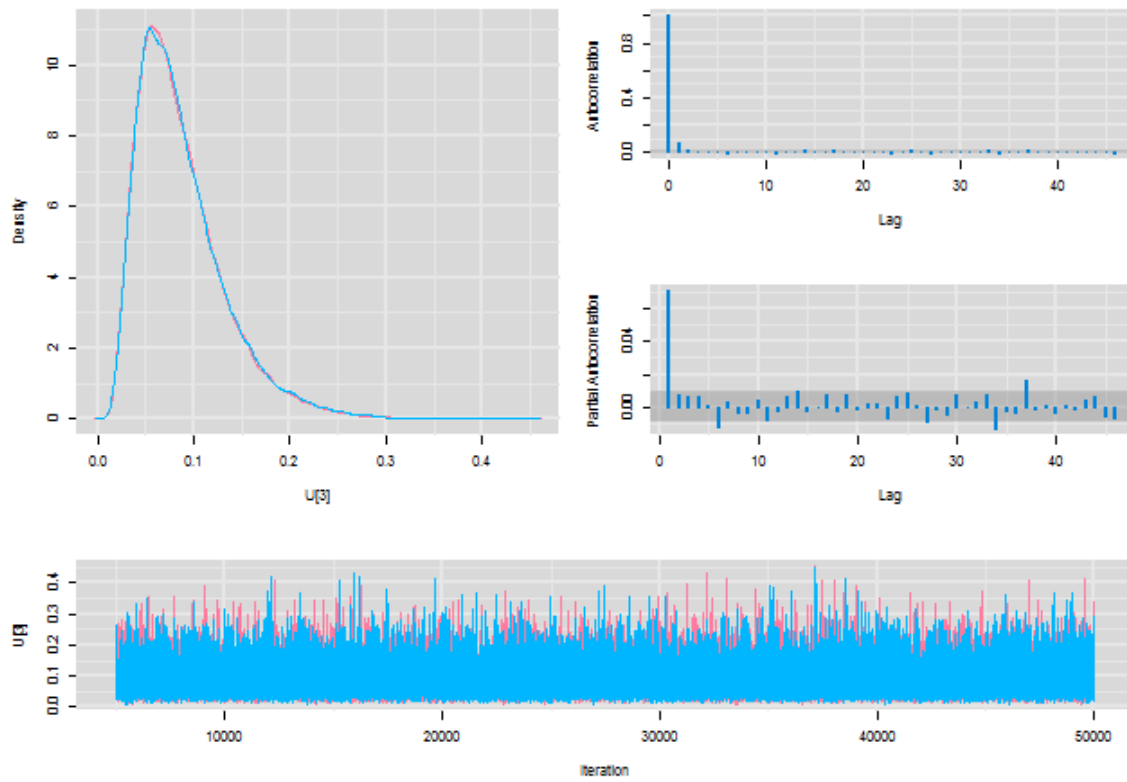 Density
0 2 4 6 8 10
0.0 0.1 0.2 0.3 0.4
U[3]
Autocorrelation
0.0 0.4 0.8
0 10 20 30 40
Lag
Partial Autocorrelation
0.00 0.04
0 10 20 30 40
Lag
U[3]
0.0 0.1 0.2 0.3 0.4
10000 20000 30000 40000 50000
Iteration